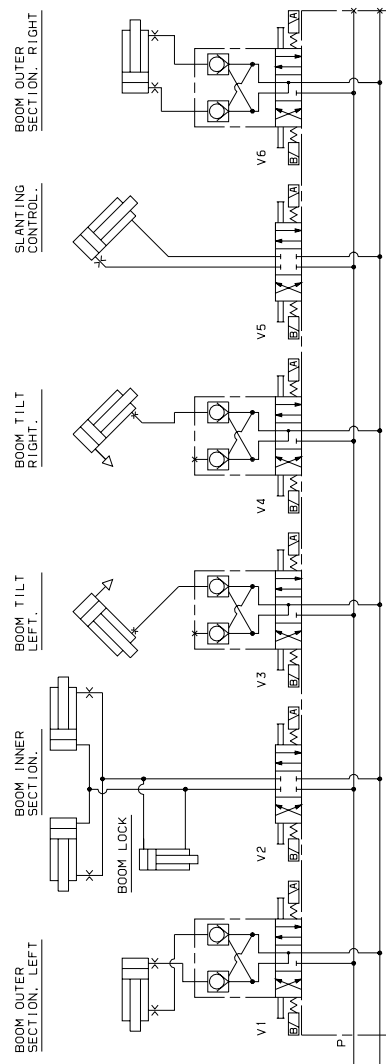 BOOM OUTER
SECTION. LEFT
BOOM INNER
SECTION.
BOOM TILT
LEFT.
BOOM TILT
RIGHT.
SLANTING
CONTROL.
BOOM OUTER
SECTION. RIGHT
BOOM LOCK
V1
V2
V3
V4
V5
V6
B
A
B
A
B
A
B
A
B
A
B
A
P